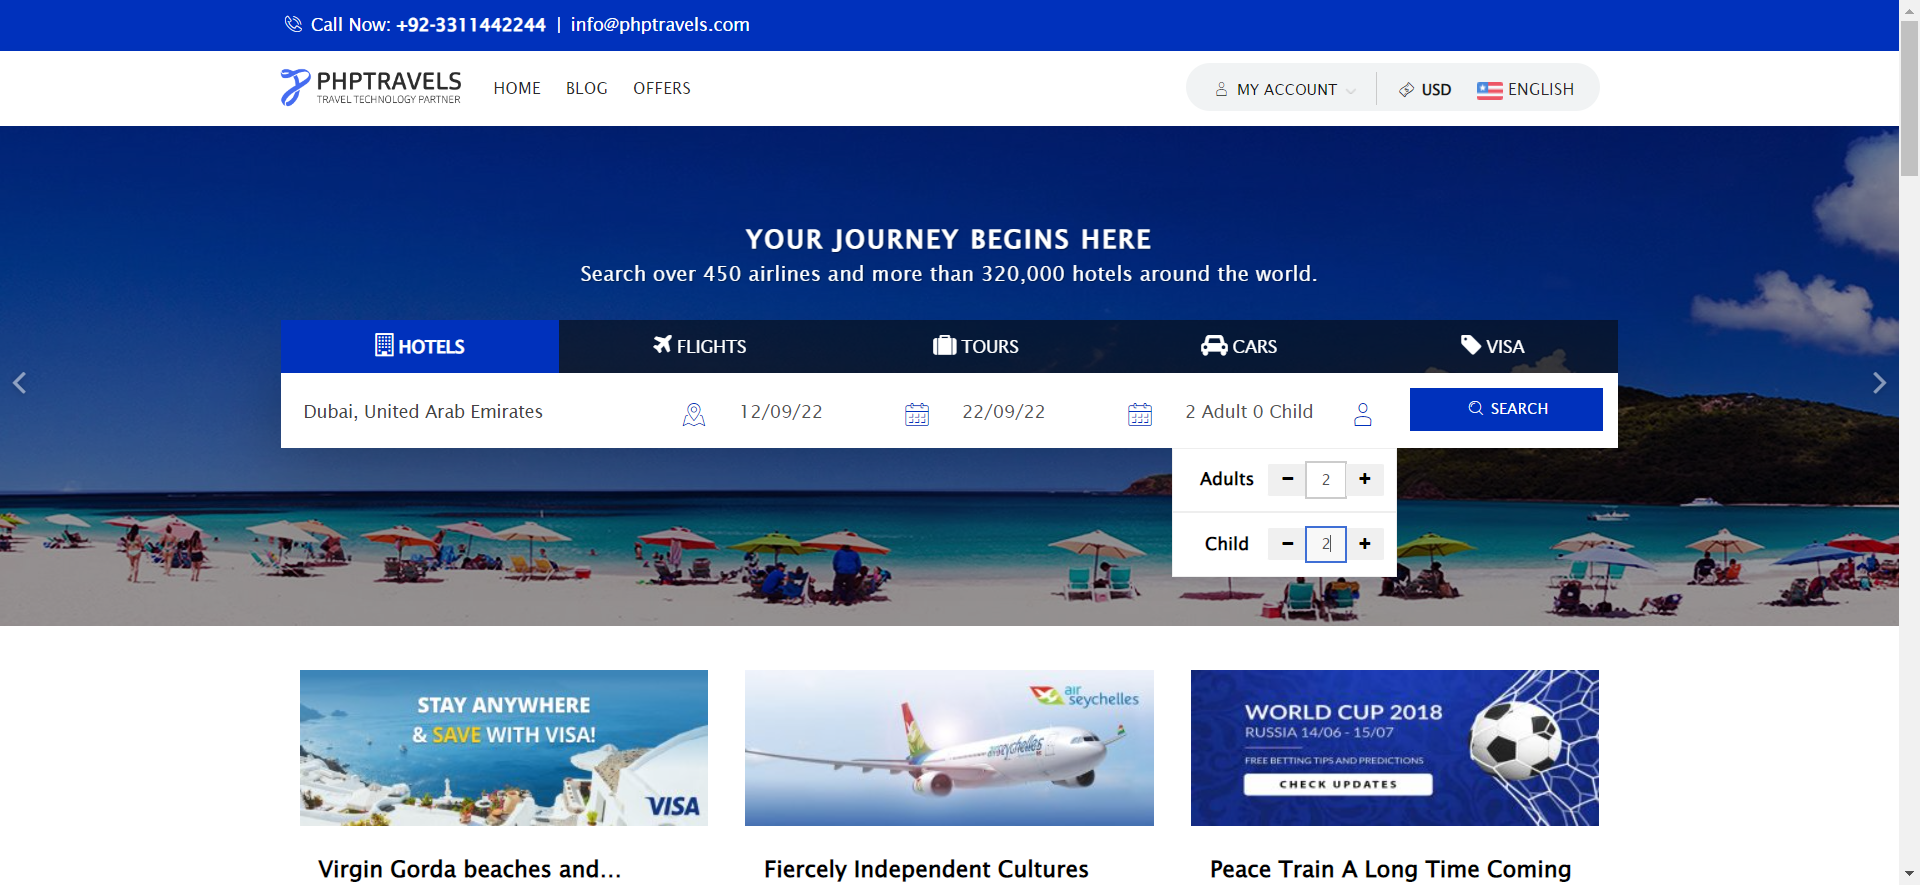 Call Now: +92-3311442244 | info@phptravels.com
PHPTRAVELS
TRAVEL TECHNOLOGY PARTNER
HOME BLOG OFFERS
MY ACCOUNT USD ENGLISH
YOUR JOURNEY BEGINS HERE
Search over 450 airlines and more than 320,000 hotels around the world.
HOTELS FLIGHTS TOURS CARS VISA
Dubai, United Arab Emirates 12/09/22 22/09/22 2 Adult 0 Child SEARCH
Adults - 2 +
Child - 2 +
STAY ANYWHERE
& SAVE WITH VISA!
VISA
air
seychelles
air seychelles
WORLD CUP 2018
RUSSIA 14/06 - 15/07
FREE BETTING TIPS AND PREDICTIONS
CHECK UPDATES
Virgin Gorda beaches and...
Fiercely Independent Cultures
Peace Train A Long Time Coming